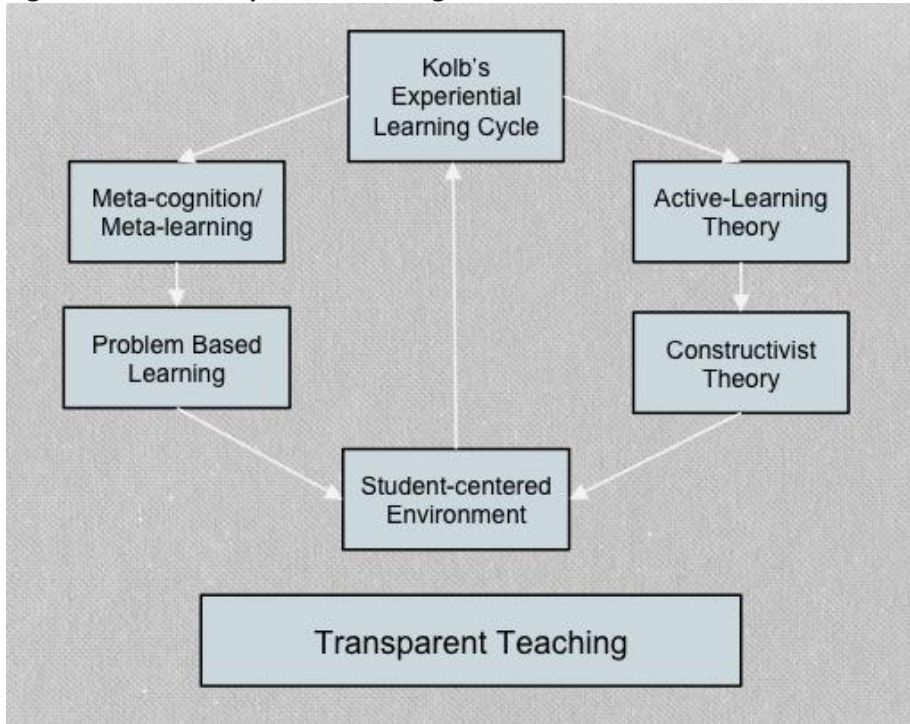 Kolb's
Experiential
Learning Cycle
Meta-cognition/
Meta-learning
Active-Learning
Theory
Problem Based
Learning
Constructivist
Theory
Student-centered
Environment
Transparent Teaching